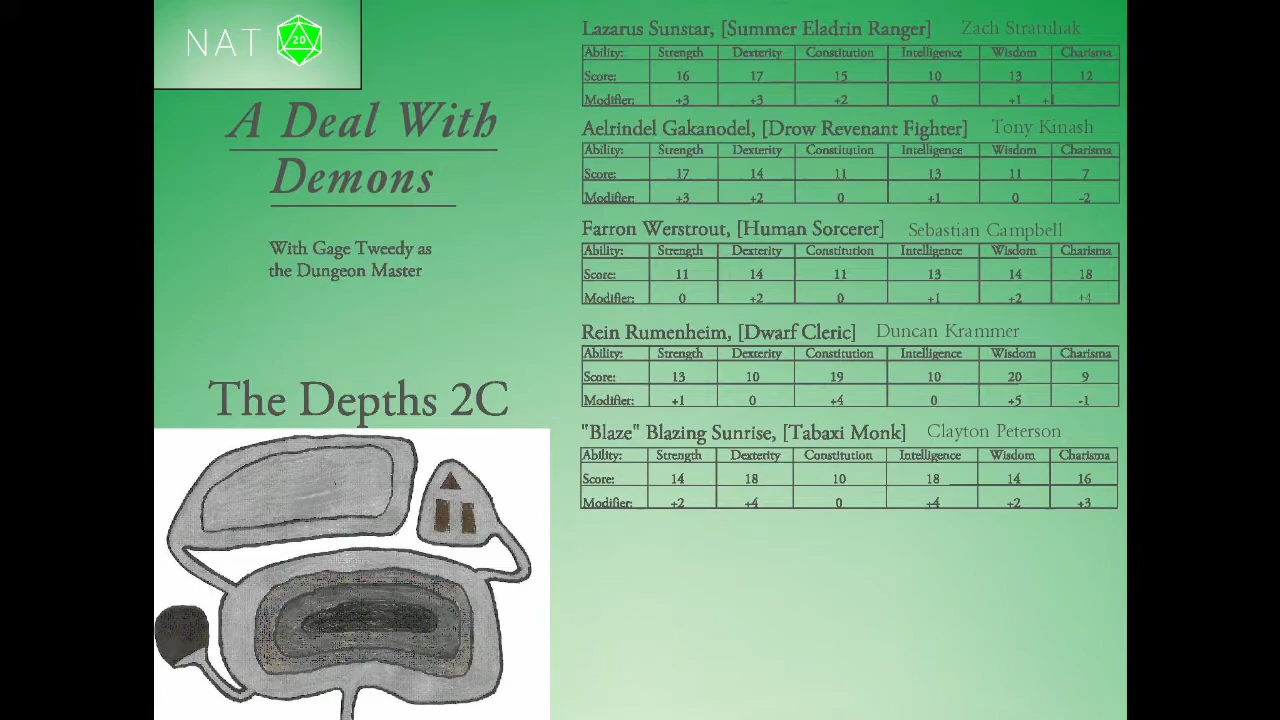 NAT 20
A Deal With
Demons
With Gage Tweedy as
the Dungeon Master
The Depths 2C
Lazarus Sunstar, [Summer Eladrin Ranger] Zach Stratuliak
Ability: Strength Dexterity Constitution Intelligence Wisdom Charisma
Score: 16 17 15 10 13 12
Modifier: +3 +3 +2 0 +1 +1
Aelrindel Gakanodel, [Drow Revenant Fighter] Tony Kinash
Ability: Strength Dexterity Constitution Intelligence Wisdom Charisma
Score: 17 14 11 13 11 7
Modifier: +3 +2 0 +1 0 -2
Farron Werstrout, [Human Sorcerer] Sebastian Campbell
Ability: Strength Dexterity Constitution Intelligence Wisdom Charisma
Score: 11 14 11 13 14 18
Modifier: 0 +2 0 +1 +2 +4
Rein Rumenheim, [Dwarf Cleric] Duncan Krammer
Ability: Strength Dexterity Constitution Intelligence Wisdom Charisma
Score: 13 10 19 10 20 9
Modifier: +1 0 +4 0 +5 -1
"Blaze" Blazing Sunrise, [Tabaxi Monk] Clayton Peterson
Ability: Strength Dexterity Constitution Intelligence Wisdom Charisma
Score: 14 18 10 18 14 16
Modifier: +2 +4 0 +4 +2 +3